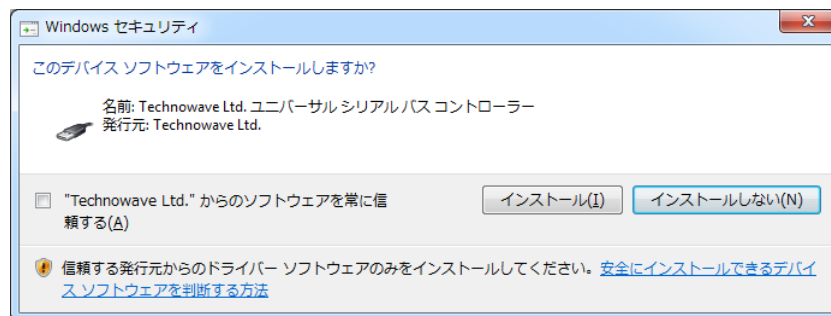 Windows セキュリティ
このデバイス ソフトウェアをインストールしますか?
名前: Technowave Ltd. ユニバーサル シリアル バス コントローラー
発行元: Technowave Ltd.
"Technowave Ltd." からのソフトウェアを常に信
頼する(A)
インストール(I)
インストールしない(N)
信頼する発行元からのドライバー ソフトウェアのみをインストールしてください。安全にインストールできるデバイ
ス ソフトウェアを判断する方法